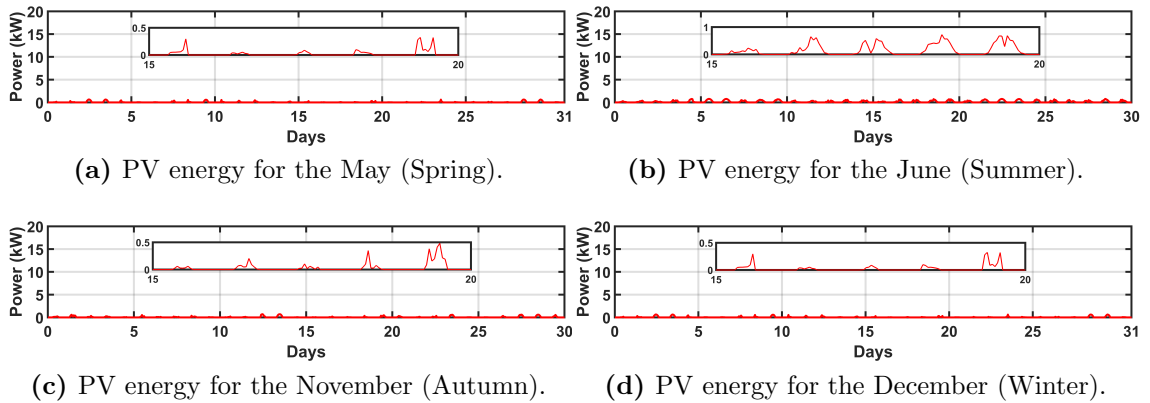 20
15
10
5
0
Power (kW)
0.5
0
15
20
0 5 10 15 20 25 31
Days
(a) PV energy for the May (Spring).
20
15
10
5
0
Power (kW)
1
0
15
20
0 5 10 15 20 25 30
Days
(b) PV energy for the June (Summer).
20
15
10
5
0
Power (kW)
0.5
0
15
20
0 5 10 15 20 25 30
Days
(c) PV energy for the November (Autumn).
20
15
10
5
0
Power (kW)
0.5
0
15
20
0 5 10 15 20 25 31
Days
(d) PV energy for the December (Winter).